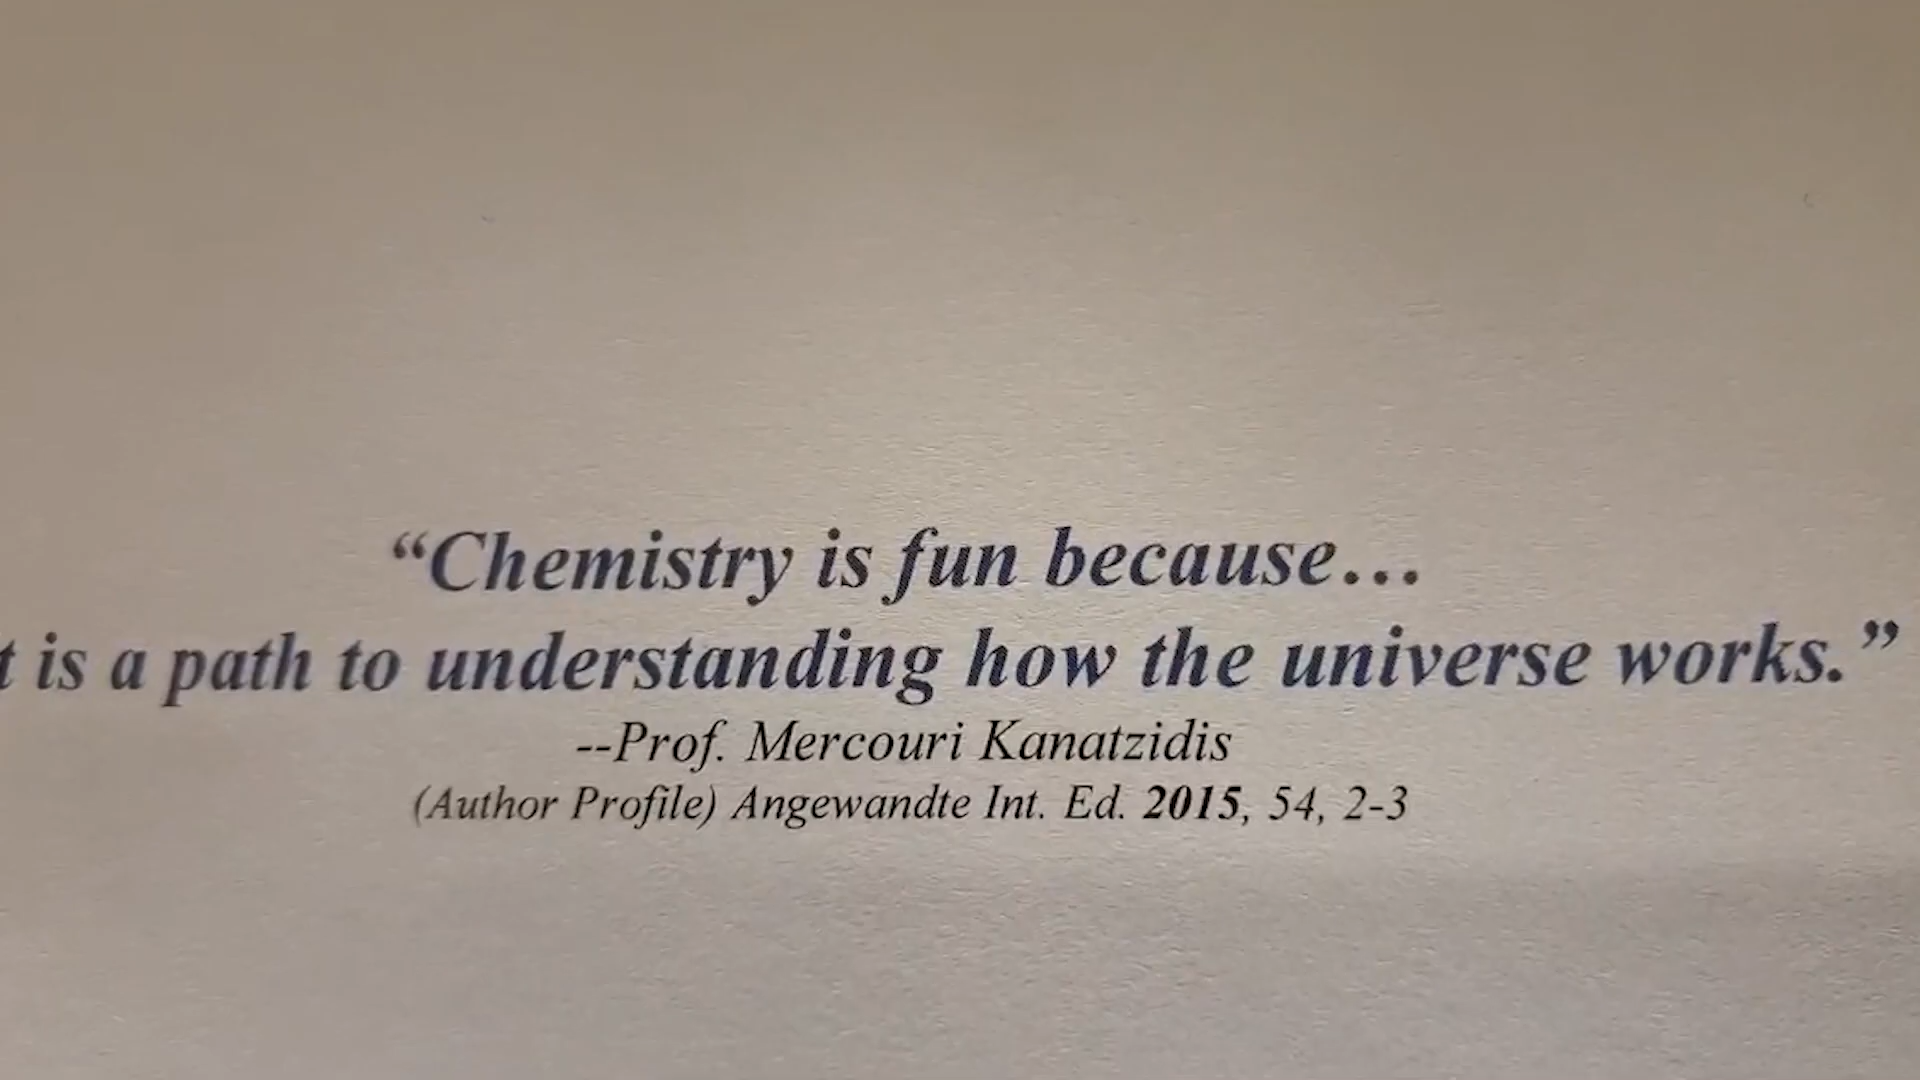 “Chemistry is fun because…
t is a path to understanding how the universe works.”
--Prof. Mercouri Kanatzidis
(Author Profile) Angewandte Int. Ed. 2015, 54, 2-3